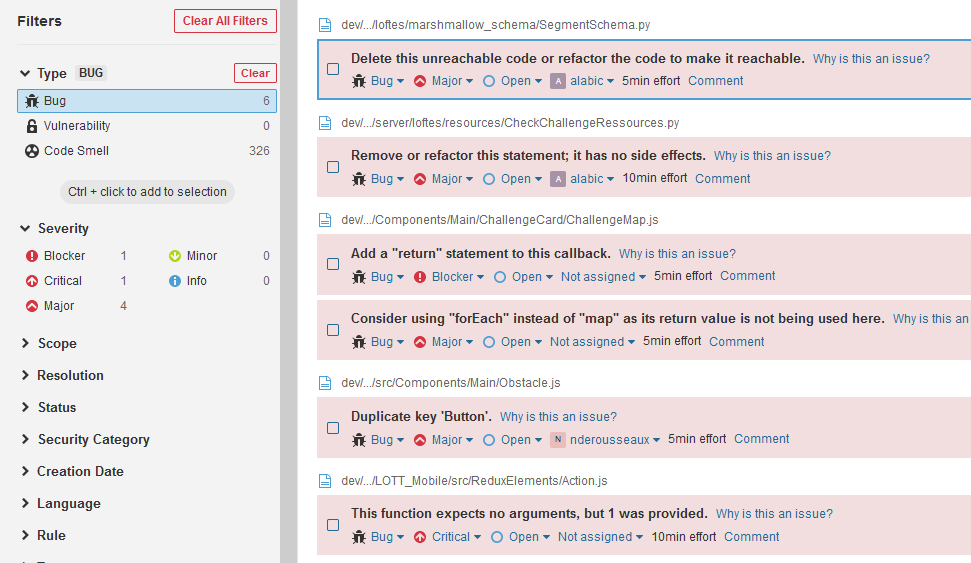 Filters
Clear All Filters
Type BUG
Clear
Bug 6
Vulnerability 0
Code Smell 326
Ctrl + click to add to selection
Severity
Blocker 1 Minor 0
Critical 1 Info 0
Major 4
Scope
Resolution
Status
Security Category
Creation Date
Language
Rule
dev/.../loftes/marshmallow_schema/SegmentSchema.py
Delete this unreachable code or refactor the code to make it reachable. Why is this an issue?
Bug Major Open A alabic 5min effort Comment
dev/.../server/loftes/resources/CheckChallengeRessources.py
Remove or refactor this statement; it has no side effects. Why is this an issue?
Bug Major Open A alabic 10min effort Comment
dev/.../Components/Main/ChallengeCard/ChallengeMap.js
Add a "return" statement to this callback. Why is this an issue?
Bug Blocker Open Not assigned 5min effort Comment
Consider using "forEach" instead of "map" as its return value is not being used here. Why is this an
Bug Major Open Not assigned 5min effort Comment
dev/.../src/Components/Main/Obstacle.js
Duplicate key 'Button'. Why is this an issue?
Bug Major Open N nderousseaux 5min effort Comment
dev/.../LOTT_Mobile/src/ReduxElements/Action.js
This function expects no arguments, but 1 was provided. Why is this an issue?
Bug Critical Open Not assigned 10min effort Comment